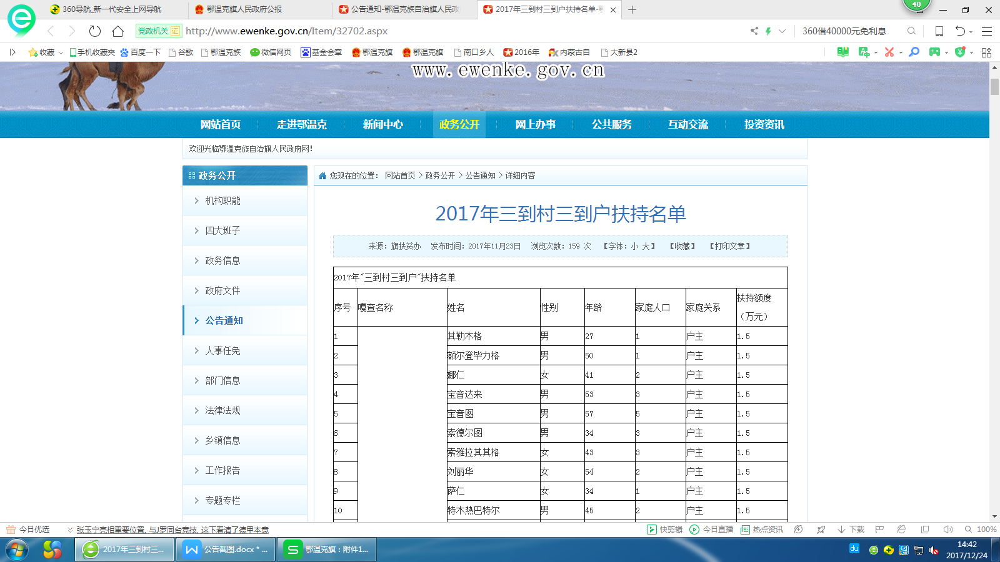 360导航_新一代安全上网导航
鄂温克旗人民政府公报
公告通知-鄂温克族自治旗人民政
2017年三到村三到户扶持名单-鄂
40
党政机关 证
http://www.ewenke.gov.cn/Item/32702.aspx
360借40000元免利息
收藏 手机收藏夹 百度一下 谷歌 鄂温克族 微信网页 基金会章 鄂温克旗 鄂温克旗 南口乡人 2016年 内蒙古自 大新县2
www.ewenke.gov.cn
网站首页 走进鄂温克 新闻中心 政务公开 网上办事 公共服务 互动交流 投资资讯
欢迎光临鄂温克族自治旗人民政府网!
政务公开
机构职能
四大班子
政务信息
政府文件
公告通知
人事任免
部门信息
法律法规
乡镇信息
工作报告
专题专栏
您现在的位置： 网站首页 > 政务公开 > 公告通知 > 详细内容
2017年三到村三到户扶持名单
来源：旗扶贫办 发布时间：2017年11月23日 浏览次数：159 次 【字体：小 大】 【收藏】 【打印文章】
2017年"三到村三到户"扶持名单
序号 嘎查名称 姓名 性别 年龄 家庭人口 家庭关系 扶持额度（万元）
1 其勒木格 男 27 1 户主 1.5
2 额尔登毕力格 男 50 1 户主 1.5
3 娜仁 女 41 2 户主 1.5
4 宝音达来 男 53 3 户主 1.5
5 宝音图 男 57 5 户主 1.5
6 索德尔图 男 34 3 户主 1.5
7 索雅拉其其格 女 43 3 户主 1.5
8 刘丽华 女 54 2 户主 1.5
9 萨仁 女 34 1 户主 1.5
10 特木热巴特尔 男 45 2 户主 1.5
今日优选 张玉宁亮相重要位置, 与J罗同台竞技, 这下看清了德甲本章
快剪辑 今日直播 热点资讯 下载 100%
2017年三到村三... 公告截图.docx * ... 鄂温克旗：附件1...
du
14:42
2017/12/24